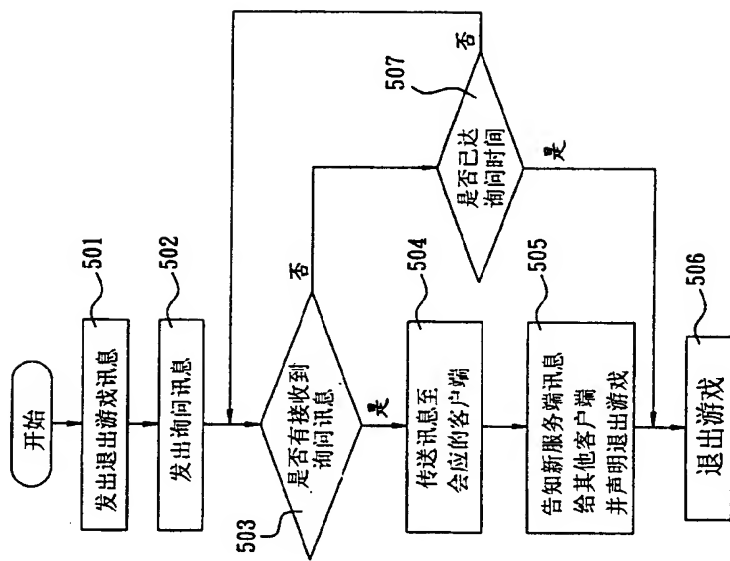 开始
501
发出退出游戏讯息
502
发出询问讯息
503
是否有接收到
询问讯息
否
是
507
是否已达
询问时间
否
是
504
传送讯息至
会应的客户端
505
告知新服务端讯息
给其他客户端
并声明退出游戏
506
退出游戏